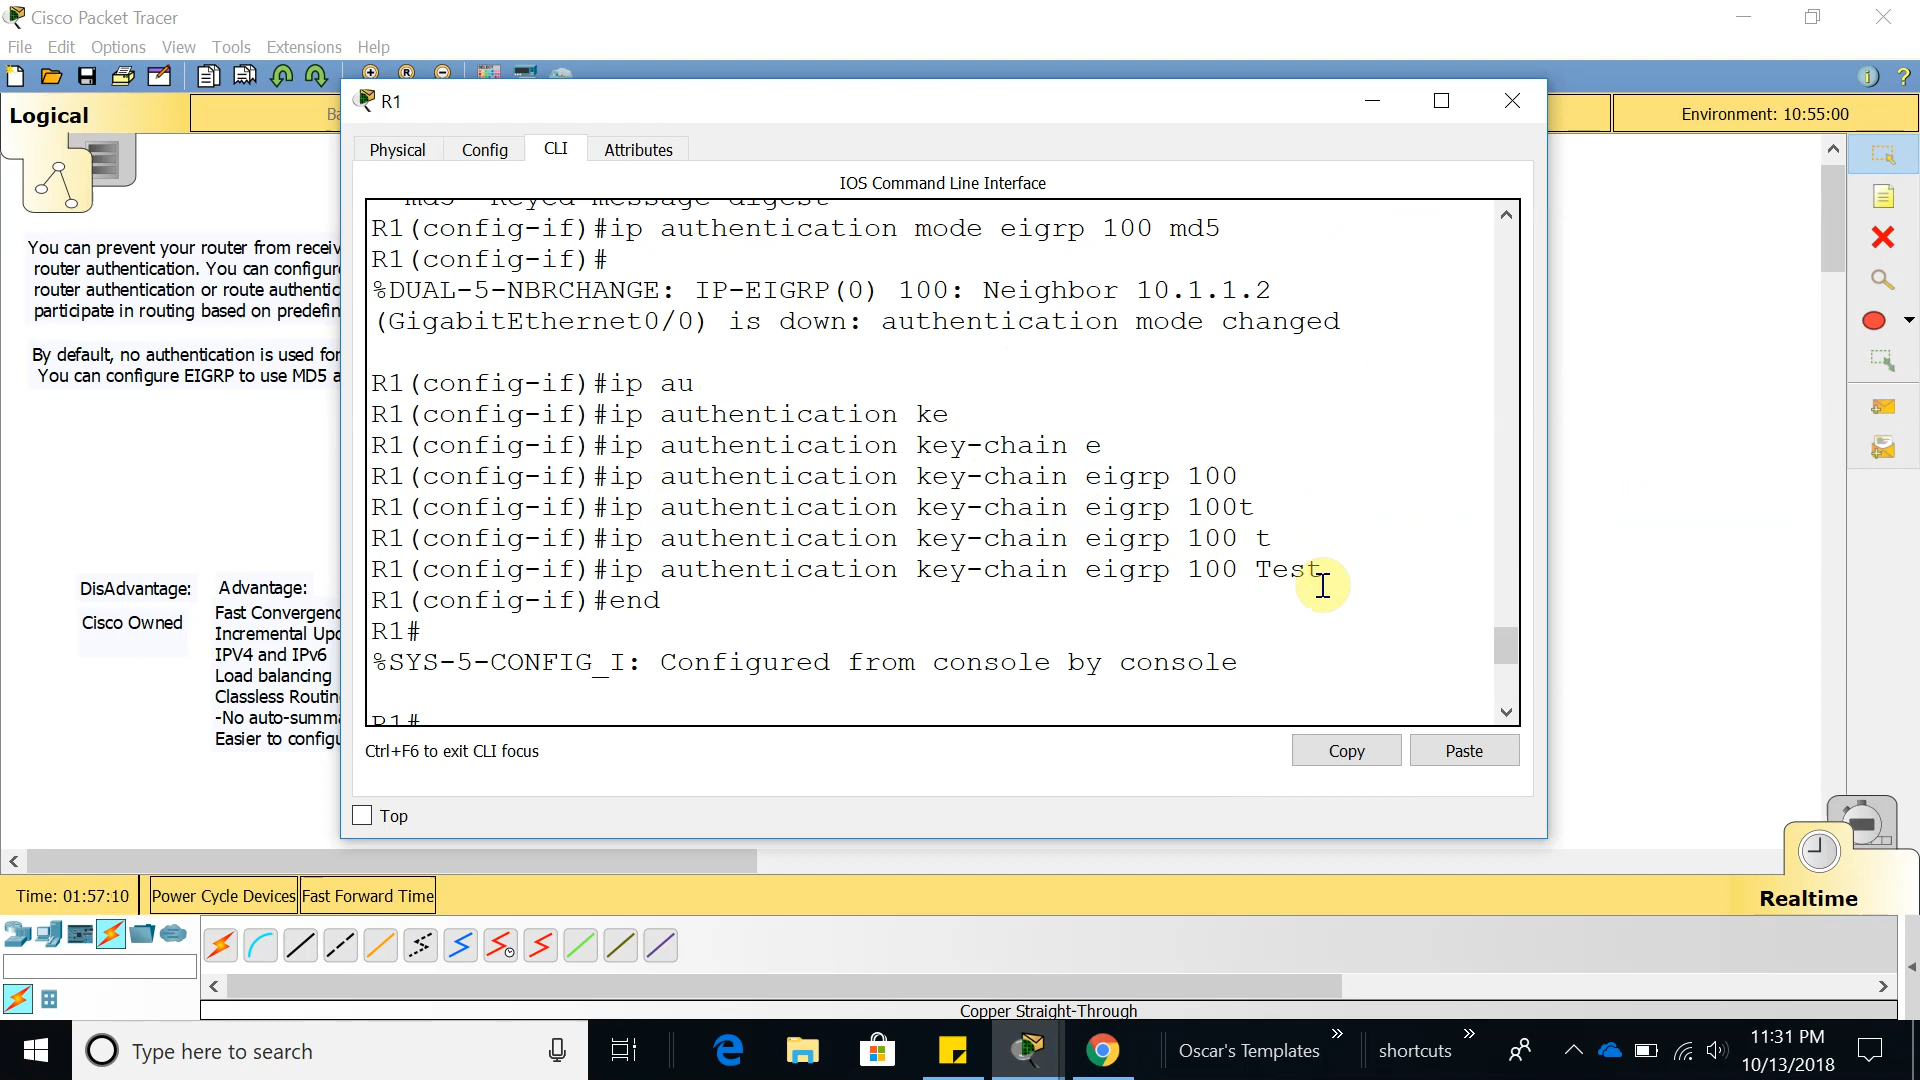 Cisco Packet Tracer
File Edit Options View Tools Extensions Help
Logical
Ba
Environment: 10:55:00
R1
Physical Config CLI Attributes
IOS Command Line Interface
md5 Keyed message digest
R1(config-if)#ip authentication mode eigrp 100 md5
R1(config-if)#
%DUAL-5-NBRCHANGE: IP-EIGRP(0) 100: Neighbor 10.1.1.2
(GigabitEthernet0/0) is down: authentication mode changed
R1(config-if)#ip au
R1(config-if)#ip authentication ke
R1(config-if)#ip authentication key-chain e
R1(config-if)#ip authentication key-chain eigrp 100
R1(config-if)#ip authentication key-chain eigrp 100t
R1(config-if)#ip authentication key-chain eigrp 100 t
R1(config-if)#ip authentication key-chain eigrp 100 Test
R1(config-if)#end
R1#
%SYS-5-CONFIG_I: Configured from console by console
R1#
Ctrl+F6 to exit CLI focus
Copy Paste
Top
You can prevent your router from receiv
router authentication. You can configure
router authentication or route authentic
participate in routing based on predefin
By default, no authentication is used for
You can configure EIGRP to use MD5 a
DisAdvantage:
Cisco Owned
Advantage:
Fast Convergenc
Incremental Upd
IPV4 and IPv6
Load balancing
Classless Routin
-No auto-summa
Easier to configu
Time: 01:57:10 Power Cycle Devices Fast Forward Time
Realtime
Copper Straight-Through
Type here to search
Oscar's Templates
shortcuts
11:31 PM
10/13/2018